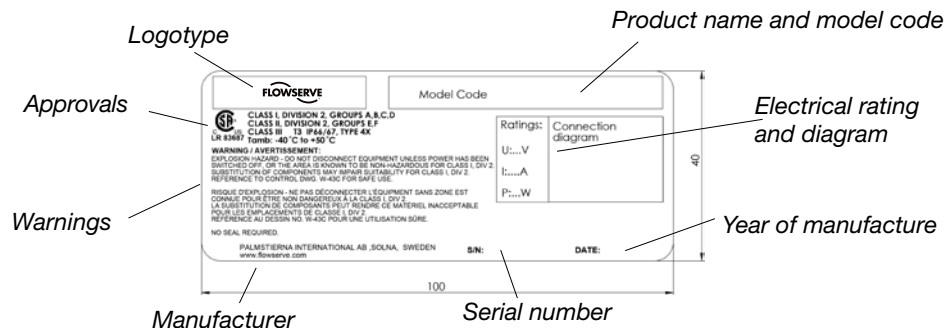 Product name and model code
Logotype
FLOWSERVE
Model Code
Approvals
CLASS I, DIVISION 2, GROUPS A,B,C,D
CLASS II, DIVISION 2, GROUPS E,F
CLASS III T3 IP66/67, TYPE 4X
Tamb: -40˚C to +50˚C
SA
C US
LR 83687
Ratings:
U:...V
I:....A
P:...W
Connection
diagram
Electrical rating
and diagram
40
WARNING / AVERTISSEMENT:
EXPLOSION HAZARD - DO NOT DISCONNECT EQUIPMENT UNLESS POWER HAS BEEN
SWITCHED OFF, OR THE AREA IS KNOWN TO BE NON-HAZARDOUS FOR CLASS I, DIV 2.
SUBSTITUTION OF COMPONENTS MAY IMPAIR SUITABILITY FOR CLASS I, DIV 2.
REFERENCE TO CONTROL DWG. W-43C FOR SAFE USE.
Warnings
RISQUE D'EXPLOSION - NE PAS DÉCONNECTER L'ÉQUIPMENT SANS ZONE EST
CONNUE POUR ÊTRE NON DANGEREUX À LA CLASS I, DIV 2.
LA SUBSTITUTION DE COMPOSANTS PEUT RENDRE CE MATÉRIEL INACCEPTABLE
POUR LES EMPLACEMENTS DE CLASSE I, DIV 2.
RÉFÉRENCE AU DESSIN NO. W-43C POUR UNE UTILISATION SÛRE.
NO SEAL REQUIRED.
Year of manufacture
PALMSTIERNA INTERNATIONAL AB ,SOLNA, SWEDEN
www.flowserve.com
S/N:
DATE:
100
Manufacturer
Serial number